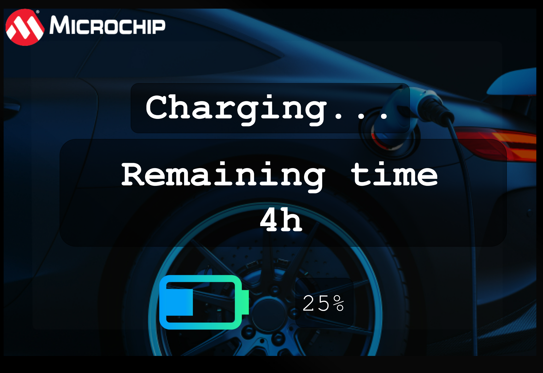 MICROCHIP
Charging...
Remaining time
4h
25%